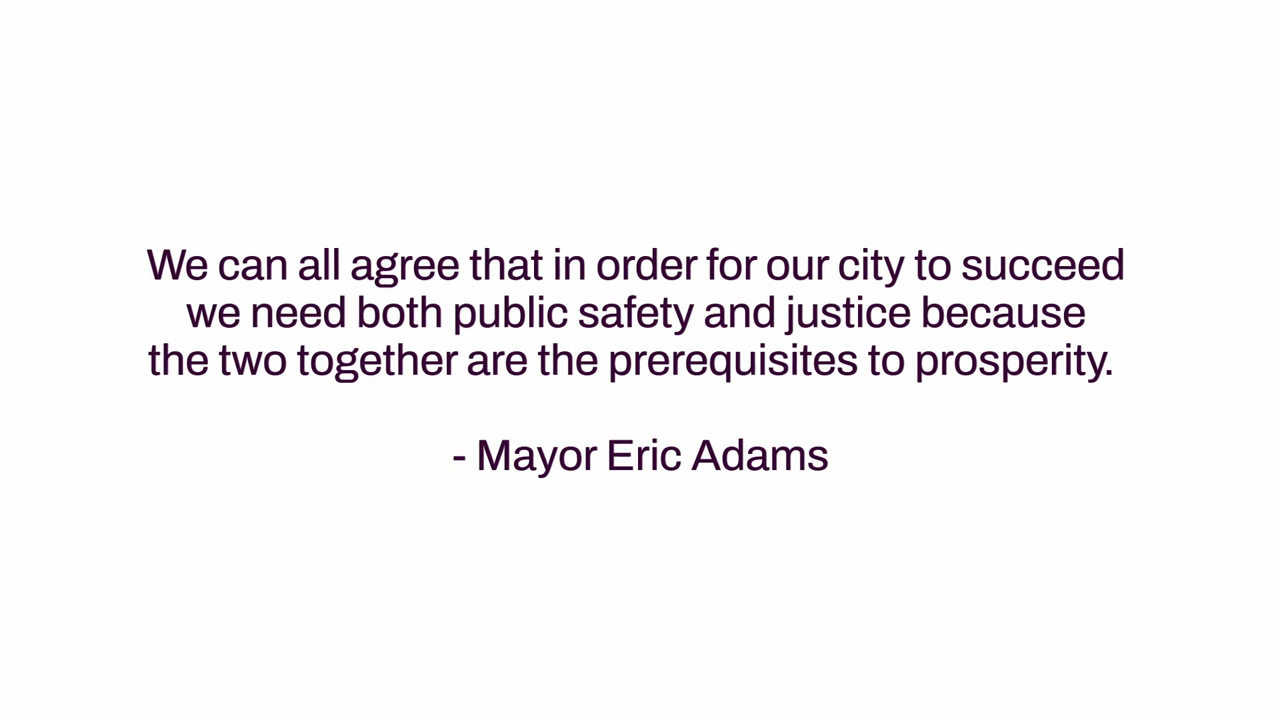 We can all agree that in order for our city to succeed
we need both public safety and justice because
the two together are the prerequisites to prosperity.
- Mayor Eric Adams